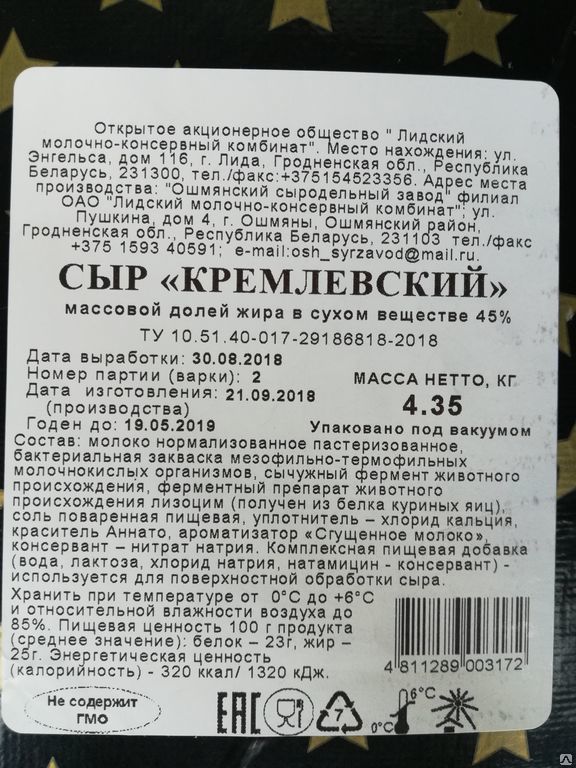 Открытое акционерное общество " Лидский
молочно-консервный комбинат". Место нахождения: ул.
Энгельса, дом 116, г. Лида, Гродненская обл., Республика
Беларусь, 231300, тел./факс:+375154523356. Адрес места
производства: "Ошмянский сыродельный завод" филиал
ОАО "Лидский молочно-консервный комбинат"; ул.
Пушкина, дом 4, г. Ошмяны, Ошмянский район,
Гродненская обл., Республика Беларусь, 231103 тел./факс
+375 1593 40591; e-mail:osh_syrzavod@mail.ru.
СЫР «КРЕМЛЕВСКИЙ»
массовой долей жира в сухом веществе 45%
ТУ 10.51.40-017-29186818-2018
Дата выработки: 30.08.2018
Номер партии (варки): 2
МАССА НЕТТО, КГ
Дата изготовления: 21.09.2018
(производства)
4.35
Годен до: 19.05.2019
Упаковано под вакуумом
Состав: молоко нормализованное пастеризованное,
бактериальная закваска мезофильно-термофильных
молочнокислых организмов, сычужный фермент животного
происхождения, ферментный препарат животного
происхождения лизоцим (получен из белка куриных яиц),
соль поваренная пищевая, уплотнитель – хлорид кальция,
краситель Аннато, ароматизатор «Сгущенное молоко»,
консервант – нитрат натрия. Комплексная пищевая добавка
(вода, лактоза, хлорид натрия, натамицин - консервант) -
используется для поверхностной обработки сыра.
Хранить при температуре от 0°С до +6°С
и относительной влажности воздуха до
85%. Пищевая ценность 100 г продукта
(среднее значение): белок – 23г, жир –
25г. Энергетическая ценность
(калорийность) - 320 ккал/ 1320 кДж.
4 811289 003172
Не содержит
ГМО
ЕАС
7
0°С
6°С